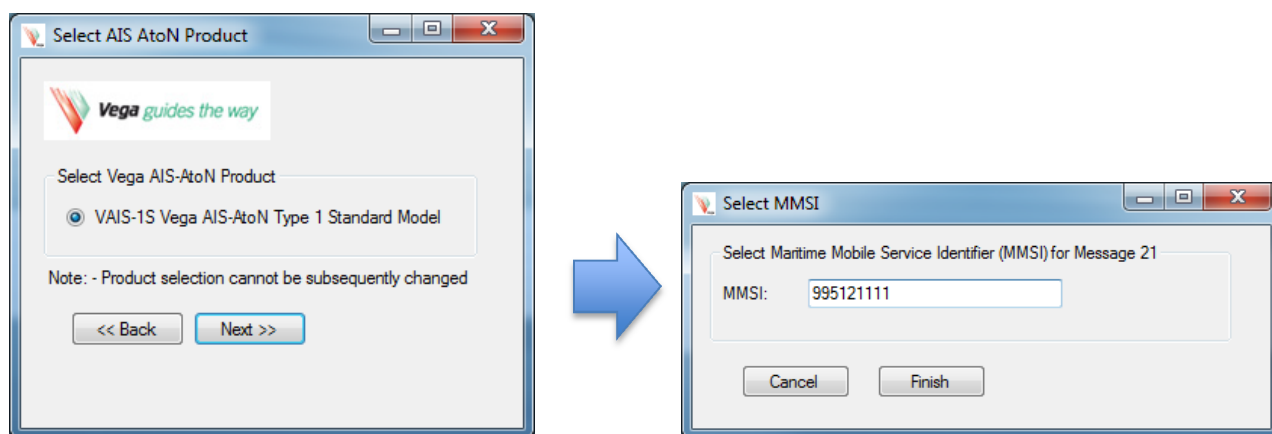 Select AIS AtoN Product
Vega guides the way
Select Vega AIS-AtoN Product
VAIS-1S Vega AIS-AtoN Type 1 Standard Model
Note: - Product selection cannot be subsequently changed
<< Back
Next >>
Select MMSI
Select Maritime Mobile Service Identifier (MMSI) for Message 21
MMSI: 995121111
Cancel
Finish